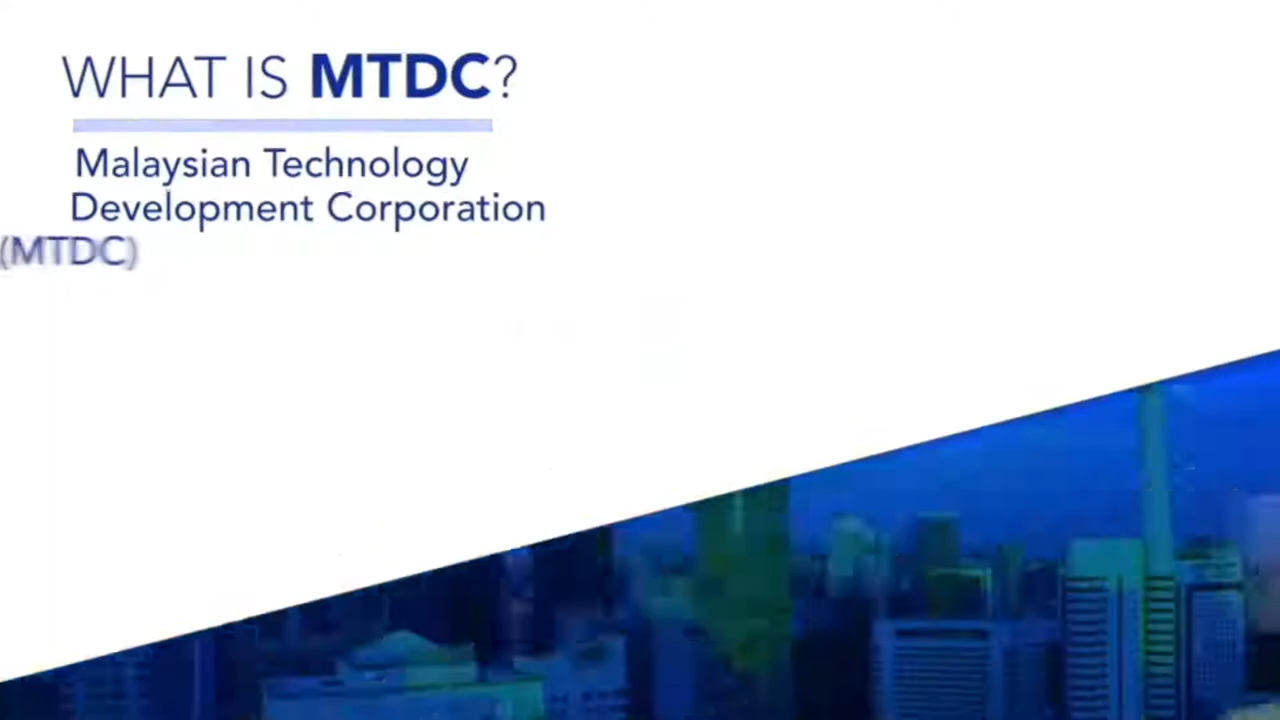 WHAT IS MTDC?
Malaysian Technology
Development Corporation
(MTDC)